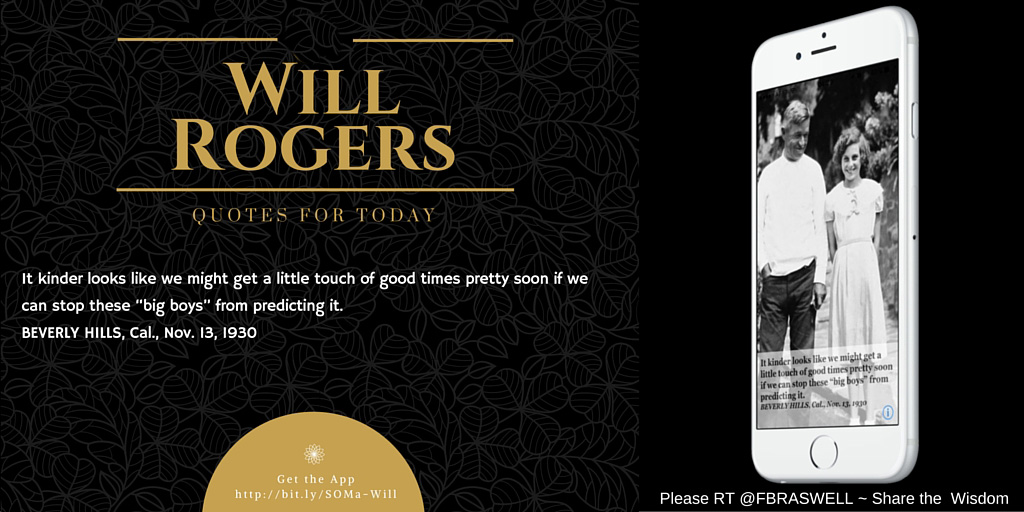 WILL
ROGERS
QUOTES FOR TODAY
It kinder looks like we might get a little touch of good times pretty soon if we
can stop these “big boys” from predicting it.
BEVERLY HILLS, Cal., Nov. 13, 1930
Get the App
http://bit.ly/SOMa-Will
It kinder looks like we might get a
little touch of good times pretty soon
if we can stop these “big boys” from
predicting it.
BEVERLY HILLS, Cal., Nov. 13, 1930
Please RT @FBRASWELL ~ Share the Wisdom